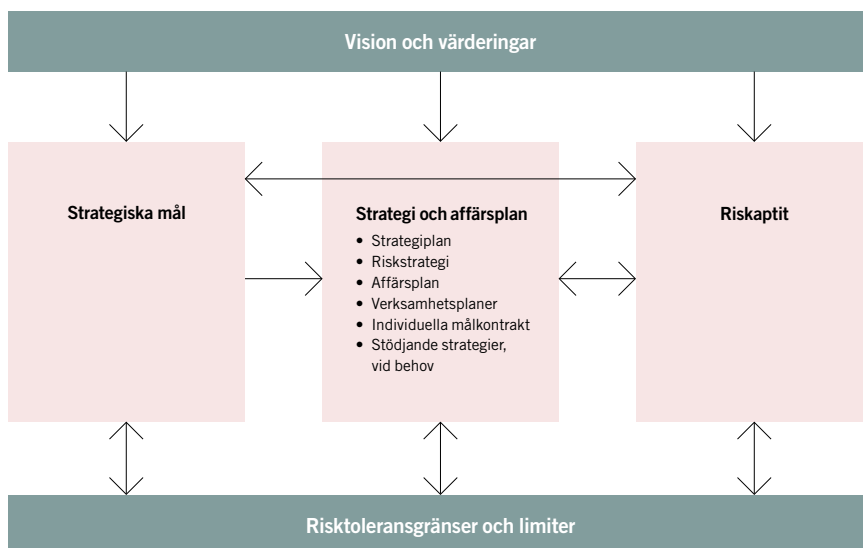 Vision och värderingar
Strategiska mål
Strategi och affärsplan
• Strategiplan
• Riskstrategi
• Affärsplan
• Verksamhetsplaner
• Individuella målkontrakt
• Stödjande strategier,
vid behov
Riskaptit
Risktoleransgränser och limiter